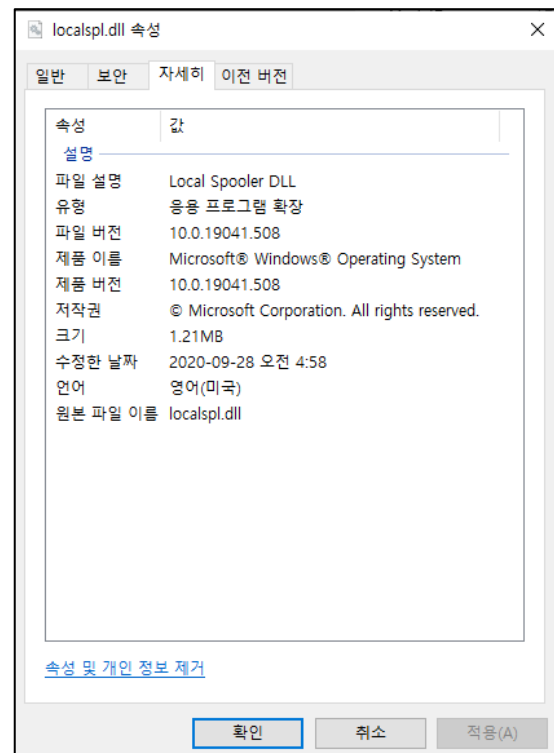 localspl.dll 속성
일반 보안 자세히 이전 버전
속성 값
설명
파일 설명 Local Spooler DLL
유형 응용 프로그램 확장
파일 버전 10.0.19041.508
제품 이름 Microsoft® Windows® Operating System
제품 버전 10.0.19041.508
저작권 © Microsoft Corporation. All rights reserved.
크기 1.21MB
수정한 날짜 2020-09-28 오전 4:58
언어 영어(미국)
원본 파일 이름 localspl.dll
속성 및 개인 정보 제거
확인 취소 적용(A)